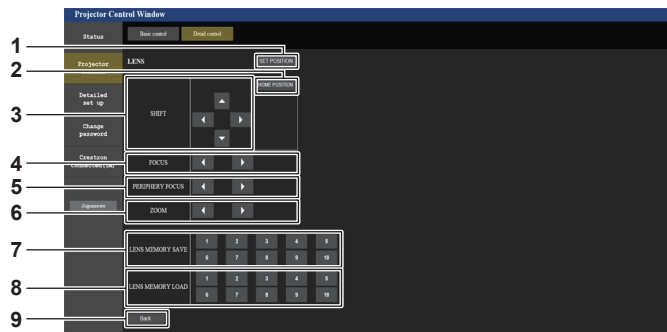 Projector Control Window
Status
Basic control
Detail control
1
Projector
LENS
SET POSITION
2
HOME POSITION
Detailed
set up
3
SHIFT
Change
password
Crestron
4
FOCUS
5
PERIPHERY FOCUS
6
ZOOM
Japanese
7
LENS MEMORY SAVE
1 2 3 4 5
6 7 8 9 10
8
LENS MEMORY LOAD
1 2 3 4 5
6 7 8 9 10
9
Back